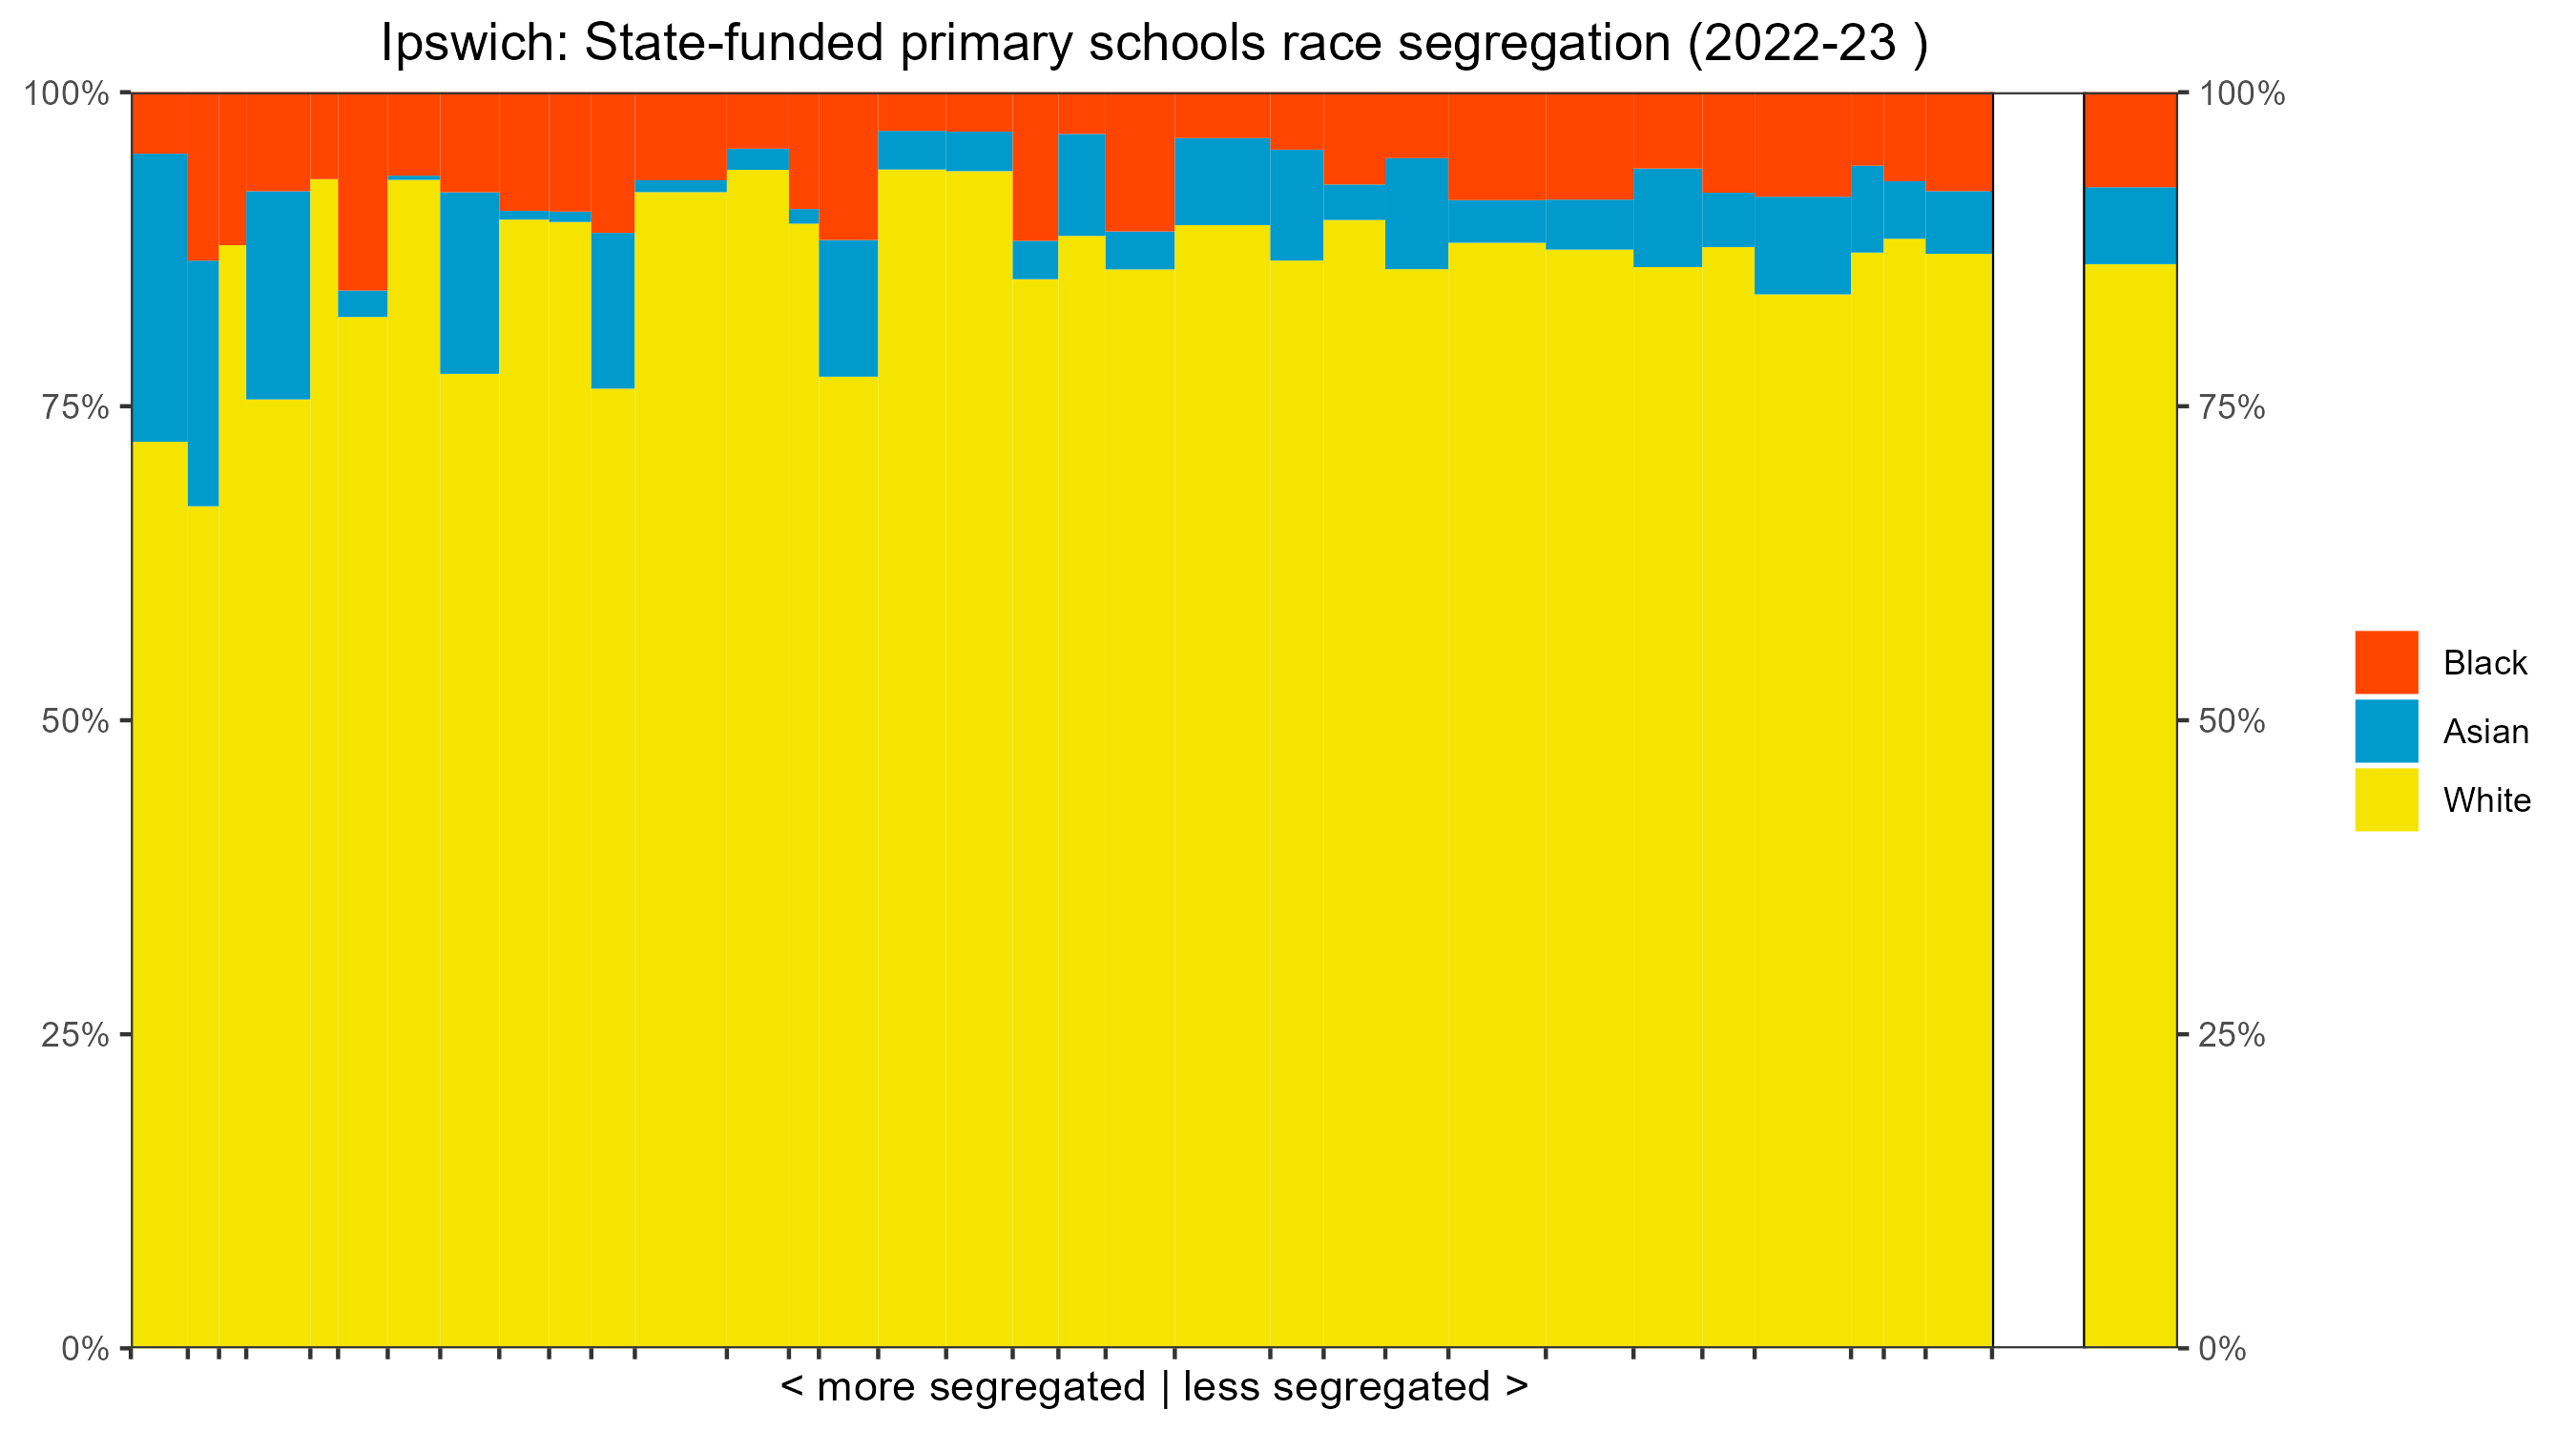 Ipswich: State-funded primary schools race segregation (2022-23 )
100%
75%
50%
25%
0%
100%
75%
50%
25%
0%
Black
Asian
White
< more segregated | less segregated >